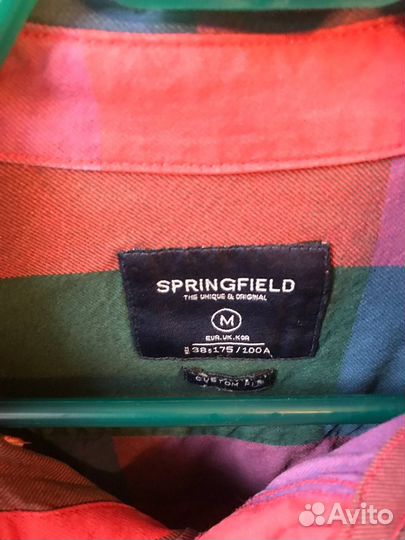 SPRINGFIELD
THE UNIQUE & ORIGINAL
M
EUR.UK.KOR
38 175/100A
CUSTOM FIT
Avito